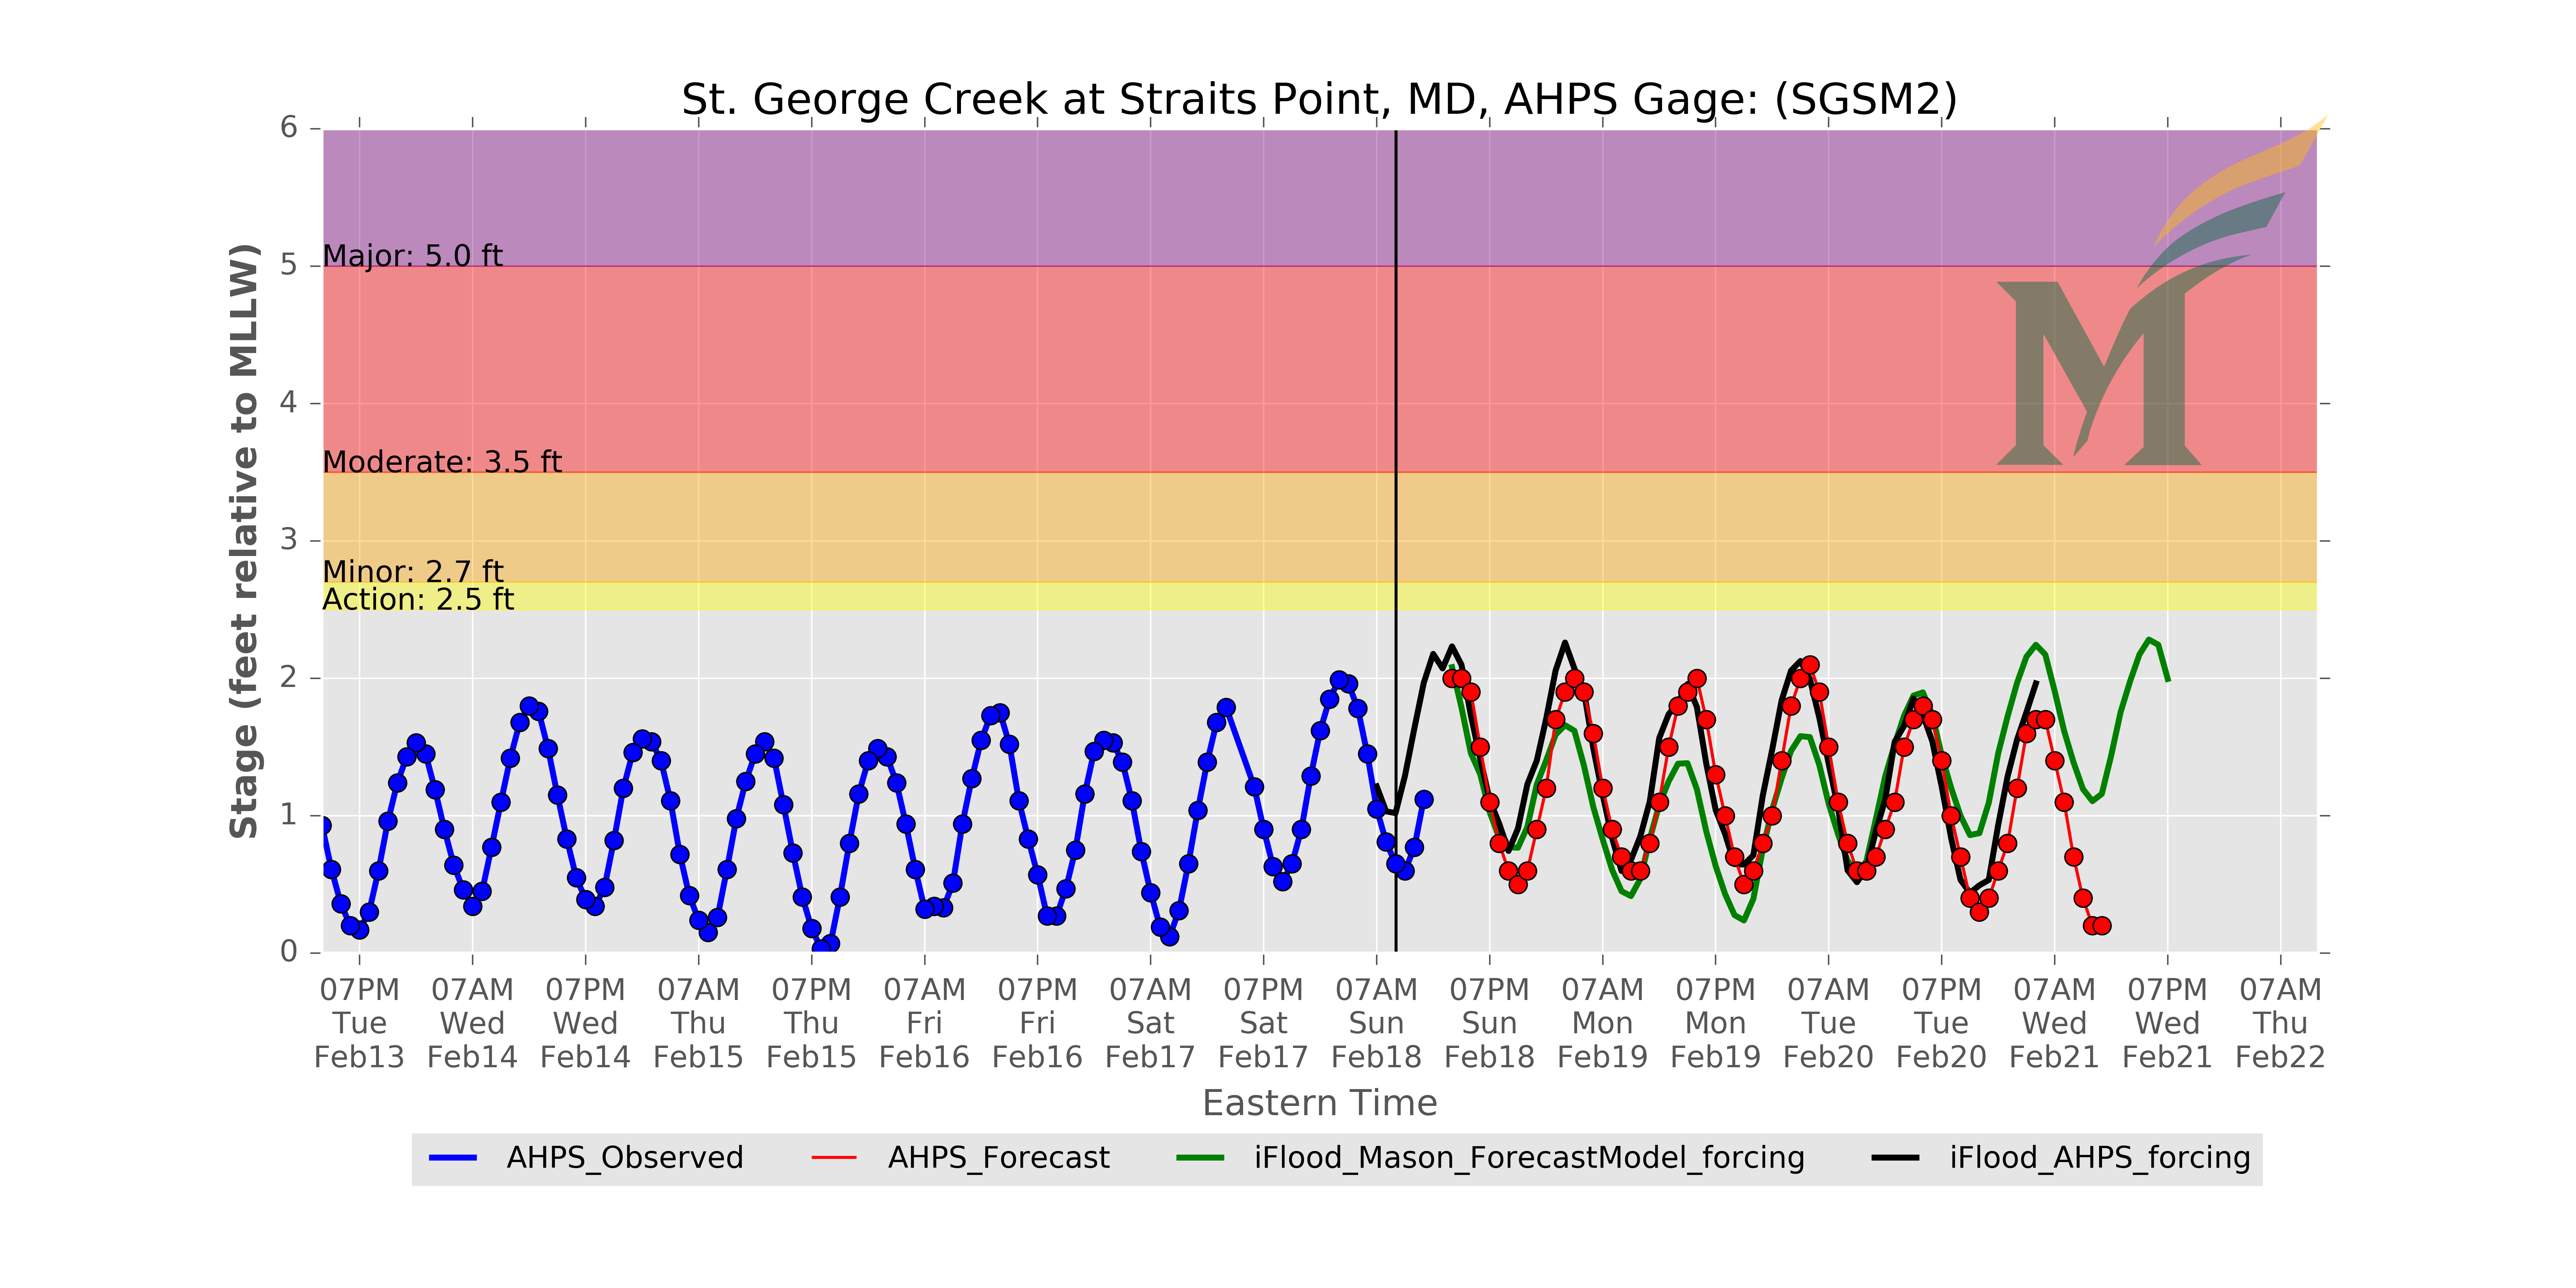 St. George Creek at Straits Point, MD, AHPS Gage: (SGSM2)
Stage (feet relative to MLLW)
6
5
4
3
2
1
0
Major: 5.0 ft
Moderate: 3.5 ft
Minor: 2.7 ft
Action: 2.5 ft
M
07PM 07AM 07PM 07AM 07PM 07AM 07PM 07AM 07PM 07AM 07PM 07AM 07PM 07AM 07PM 07AM 07PM 07AM
Tue Wed Wed Thu Thu Fri Fri Sat Sat Sun Sun Mon Mon Tue Tue Wed Wed Thu
Feb13 Feb14 Feb14 Feb15 Feb15 Feb16 Feb16 Feb17 Feb17 Feb18 Feb18 Feb19 Feb19 Feb20 Feb20 Feb21 Feb21 Feb22
Eastern Time
AHPS_Observed AHPS_Forecast iFlood_Mason_ForecastModel_forcing iFlood_AHPS_forcing